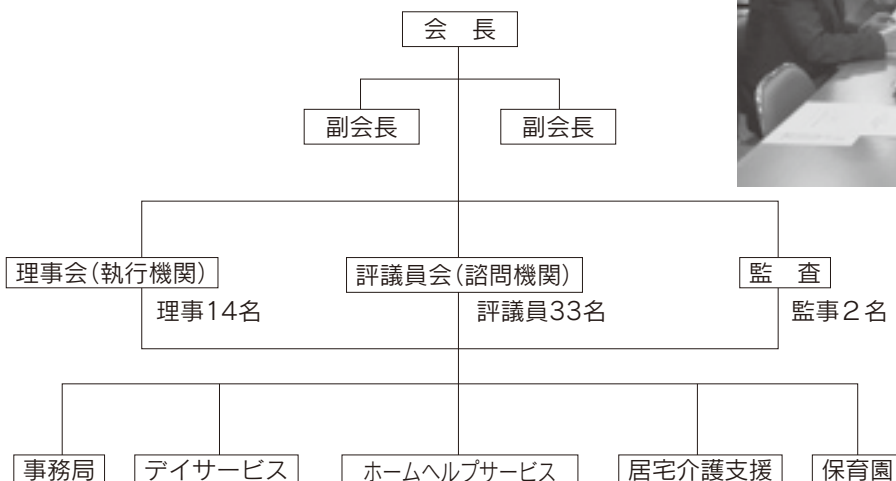 会　長
副会長　副会長
理事会(執行機関)　評議員会(諮問機関)　監　査
理事14名　評議員33名　監事２名
事務局　デイサービス　ホームヘルプサービス　居宅介護支援　保育園